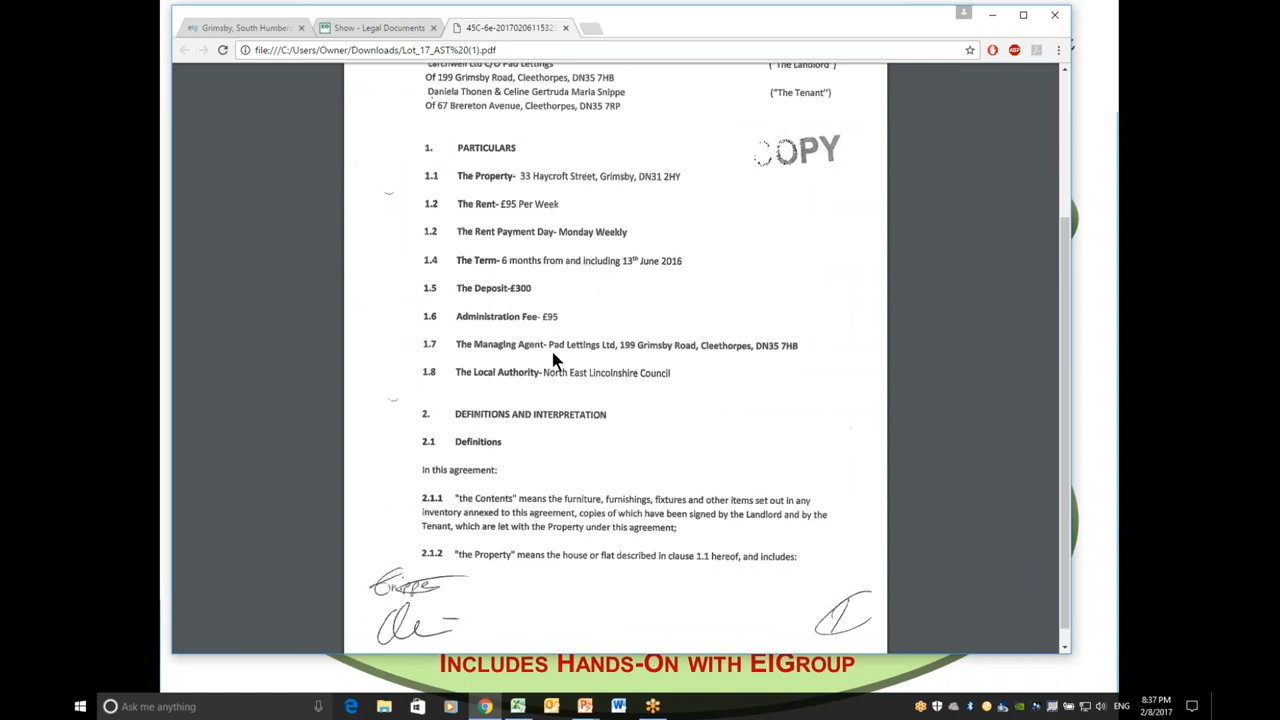 Grimsby, South Humber
Show - Legal Documents
45C-6e-2017020611532
file:///C:/Users/Owner/Downloads/Lot_17_AST%20(1).pdf
Larchwell Ltd C/O Pad Lettings ("The Landlord")
Of 199 Grimsby Road, Cleethorpes, DN35 7HB
Daniela Thonen & Celine Gertruda Maria Snippe ("The Tenant")
Of 67 Brereton Avenue, Cleethorpes, DN35 7RP
COPY
1. PARTICULARS
1.1 The Property- 33 Haycroft Street, Grimsby, DN31 2HY
1.2 The Rent- £95 Per Week
1.2 The Rent Payment Day- Monday Weekly
1.4 The Term- 6 months from and including 13th June 2016
1.5 The Deposit-£300
1.6 Administration Fee- £95
1.7 The Managing Agent- Pad Lettings Ltd, 199 Grimsby Road, Cleethorpes, DN35 7HB
1.8 The Local Authority- North East Lincolnshire Council
2. DEFINITIONS AND INTERPRETATION
2.1 Definitions
In this agreement:
2.1.1 "the Contents" means the furniture, furnishings, fixtures and other items set out in any
inventory annexed to this agreement, copies of which have been signed by the Landlord and by the
Tenant, which are let with the Property under this agreement;
2.1.2 "the Property" means the house or flat described in clause 1.1 hereof, and includes:
INCLUDES HANDS-ON WITH EIGROUP
Ask me anything
ENG
8:37 PM
2/8/2017